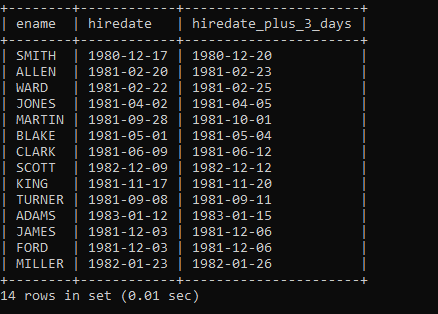 +--------+------------+----------------------+
| ename  | hiredate   | hiredate_plus_3_days |
+--------+------------+----------------------+
| SMITH  | 1980-12-17 | 1980-12-20           |
| ALLEN  | 1981-02-20 | 1981-02-23           |
| WARD   | 1981-02-22 | 1981-02-25           |
| JONES  | 1981-04-02 | 1981-04-05           |
| MARTIN | 1981-09-28 | 1981-10-01           |
| BLAKE  | 1981-05-01 | 1981-05-04           |
| CLARK  | 1981-06-09 | 1981-06-12           |
| SCOTT  | 1982-12-09 | 1982-12-12           |
| KING   | 1981-11-17 | 1981-11-20           |
| TURNER | 1981-09-08 | 1981-09-11           |
| ADAMS  | 1983-01-12 | 1983-01-15           |
| JAMES  | 1981-12-03 | 1981-12-06           |
| FORD   | 1981-12-03 | 1981-12-06           |
| MILLER | 1982-01-23 | 1982-01-26           |
+--------+------------+----------------------+
14 rows in set (0.01 sec)